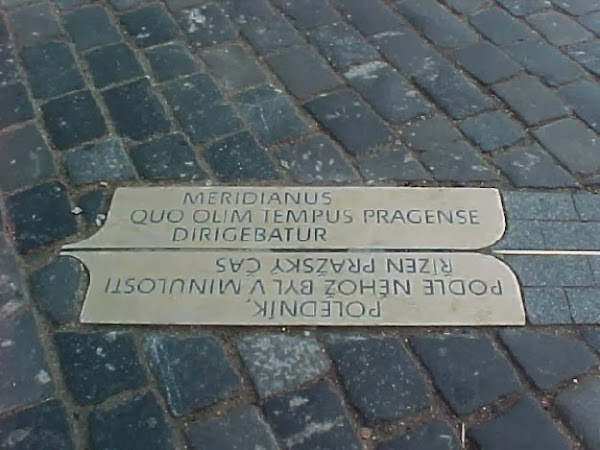 MERIDIANUS
QUO OLIM TEMPUS PRAGENSE
DIRIGEBATUR
POLEDNÍK,
PODLE NĚHOŽ BYL V MINULOSTI
ŘÍZEN PRAŽSKÝ ČAS